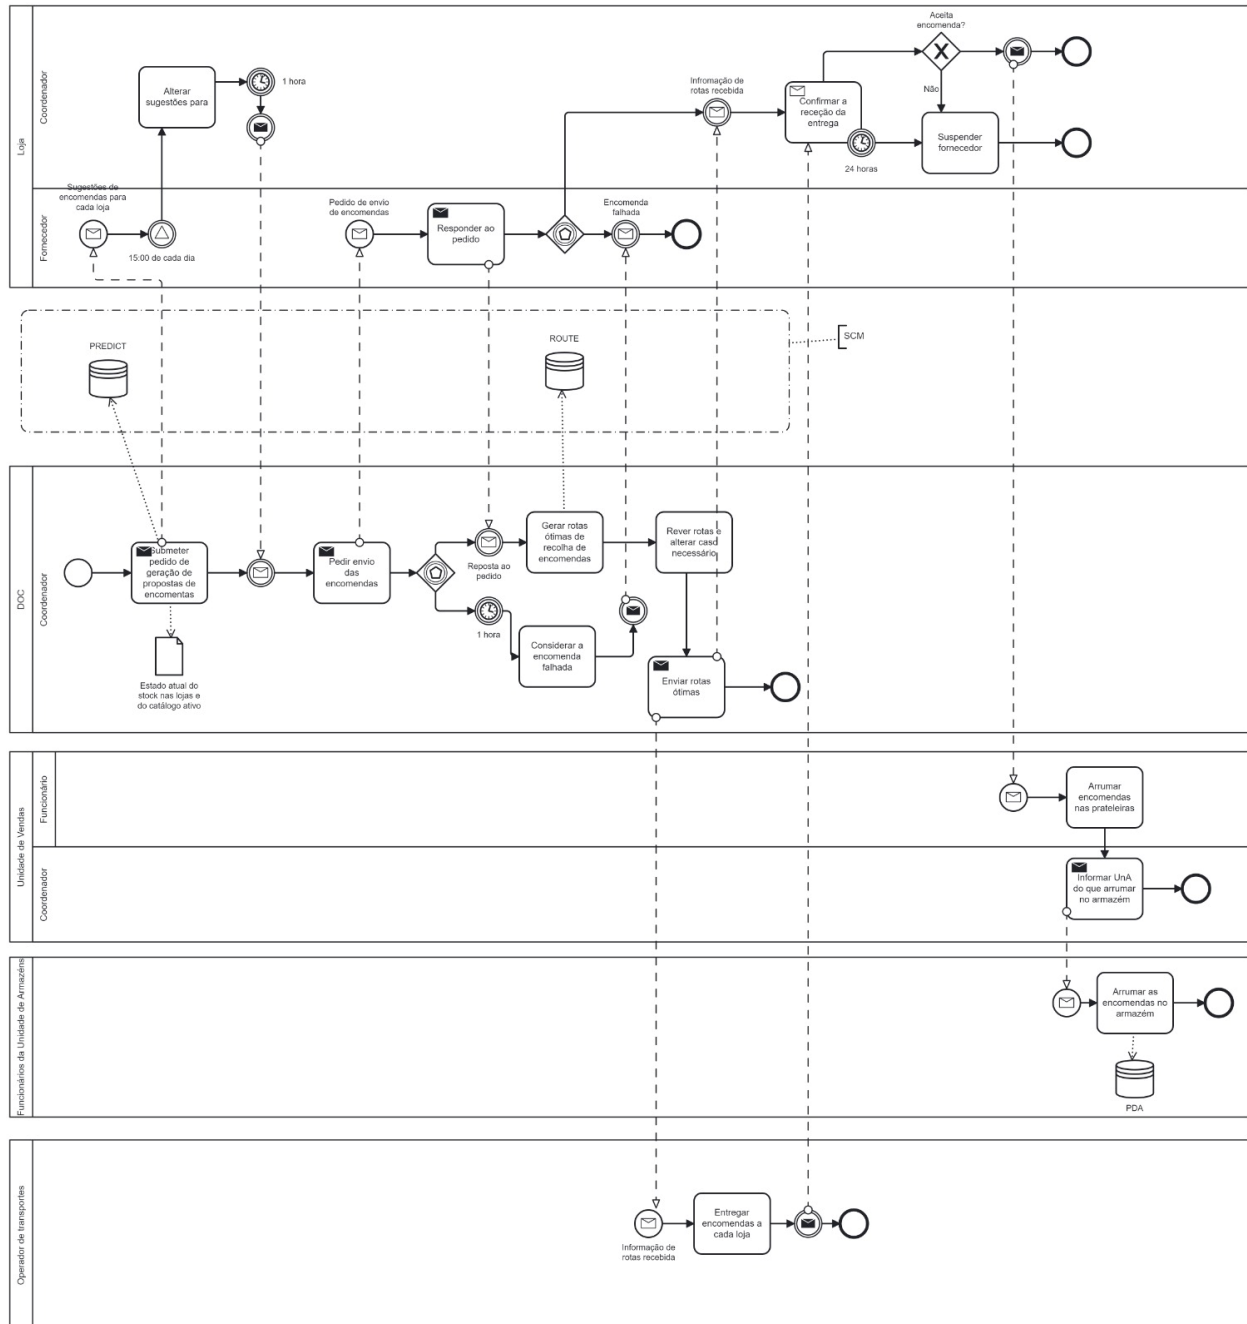 Loja
Coordenador
Alterar
sugestões para
1 hora
Infromação de
rotas recebida
Confirmar a
receção da
entrega
24 horas
Aceita
encomenda?
Não
Suspender
fornecedor
Fornecedor
Sugestões de
encomendas para
cada loja
15:00 de cada dia
Pedido de envio
de encomendas
Responder ao
pedido
Encomenda
falhada
PREDICT
ROUTE
SCM
DOC
Coordenador
Submeter
pedido de
geração de
propostas de
encomentas
Estado atual do
stock nas lojas e
do catálogo ativo
Pedir envio
das
encomendas
Reposta ao
pedido
1 hora
Gerar rotas
ótimas de
recolha de
encomendas
Considerar a
encomenda
falhada
Rever rotas e
alterar caso
necessário
Enviar rotas
ótimas
Unidade de Vendas
Funcionário
Arrumar
encomendas
nas prateleiras
Coordenador
Informar UnA
do que arrumar
no armazém
Funcionários da Unidade de Armazéns
Arrumar as
encomendas no
armazém
PDA
Operador de transportes
Informação de
rotas recebida
Entregar
encomendas a
cada loja